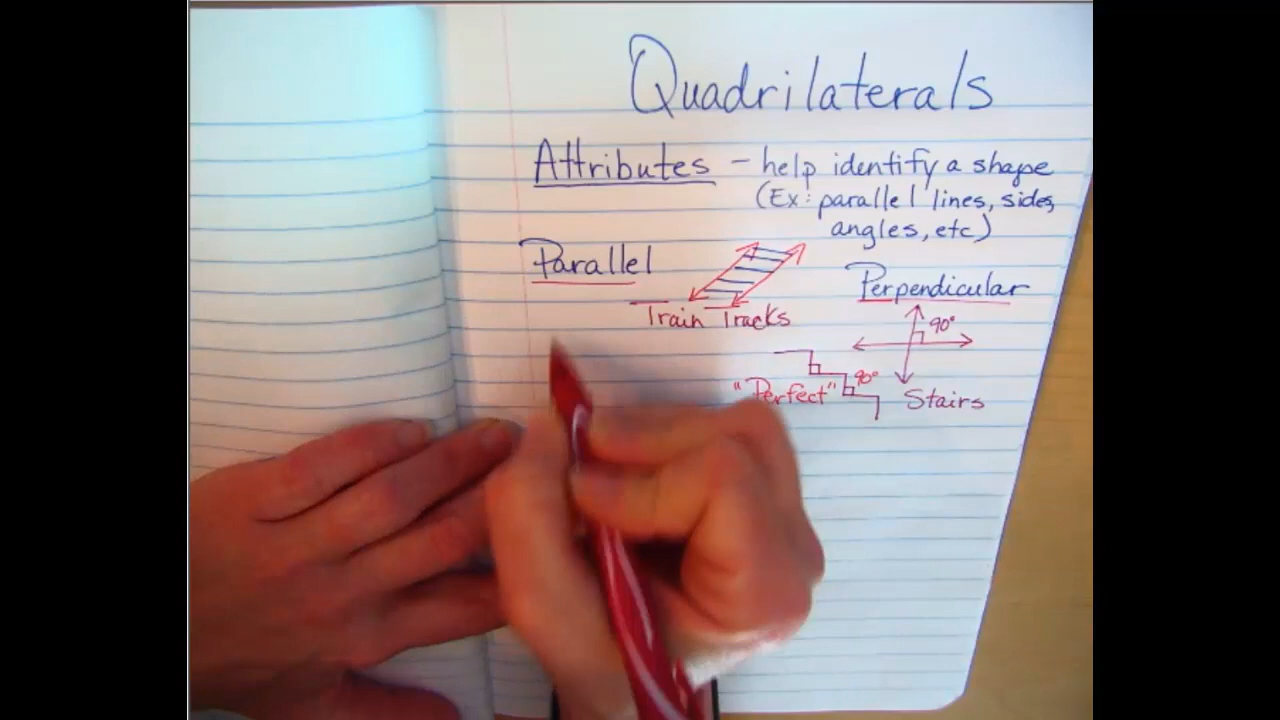 Quadrilaterals
Attributes - help identify a shape
(Ex: parallel lines, sides,
angles, etc)
Parallel
Train Tracks
Perpendicular
90°
"Perfect" 90°
Stairs